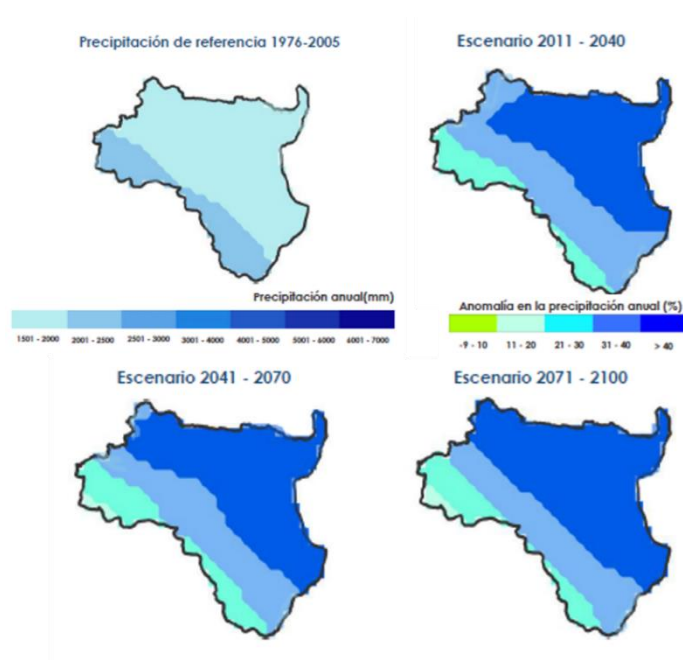 Precipitación de referencia 1976-2005
Escenario 2011 - 2040
Precipitación anual(mm)
1501 - 2000 2001 - 2500 2501 - 3000 3001 - 4000 4001 - 5000 5001 - 6000 6001 - 7000
Anomalía en la precipitación anual (%)
-9 - 10 11 - 20 21 - 30 31 - 40 > 40
Escenario 2041 - 2070
Escenario 2071 - 2100